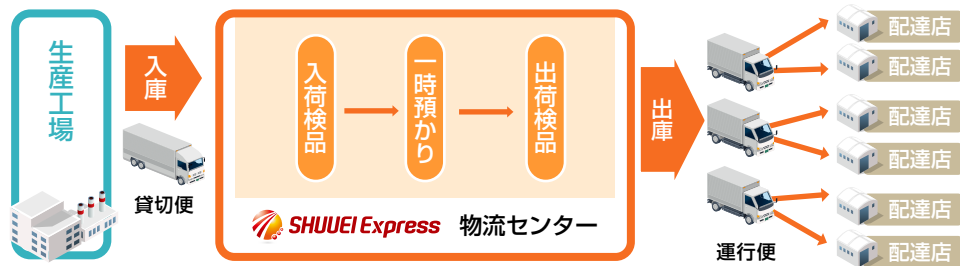 生産工場
入庫
貸切便
入荷検品
一時預かり
出荷検品
SHUUEI Express 物流センター
出庫
運行便
配達店
配達店
配達店
配達店
配達店
配達店